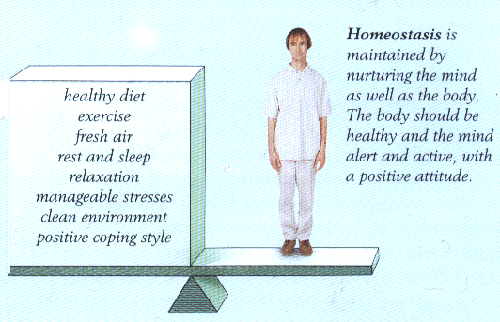 healthy diet
exercise
fresh air
rest and sleep
relaxation
manageable stresses
clean environment
positive coping style
Homeostasis is
maintained by
nurturing the mind
as well as the body.
The body should be
healthy and the mind
alert and active, with
a positive attitude.